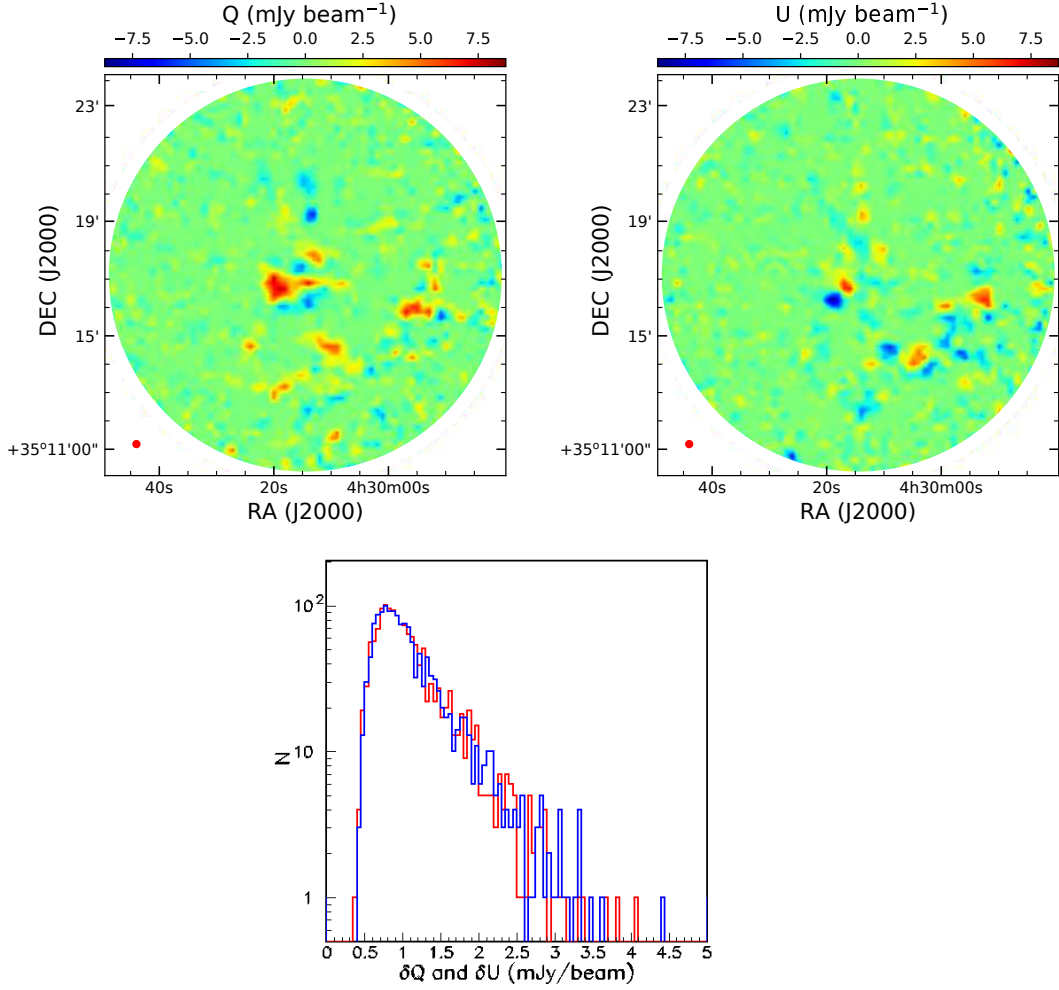 Q (mJy beam⁻¹)
−7.5 −5.0 −2.5 0.0 2.5 5.0 7.5
23'
19'
15'
+35°11'00"
DEC (J2000)
40s 20s 4h30m00s
RA (J2000)
U (mJy beam⁻¹)
−7.5 −5.0 −2.5 0.0 2.5 5.0 7.5
23'
19'
15'
+35°11'00"
DEC (J2000)
40s 20s 4h30m00s
RA (J2000)
10²
10
1
N
0 0.5 1 1.5 2 2.5 3 3.5 4 4.5 5
δQ and δU (mJy/beam)